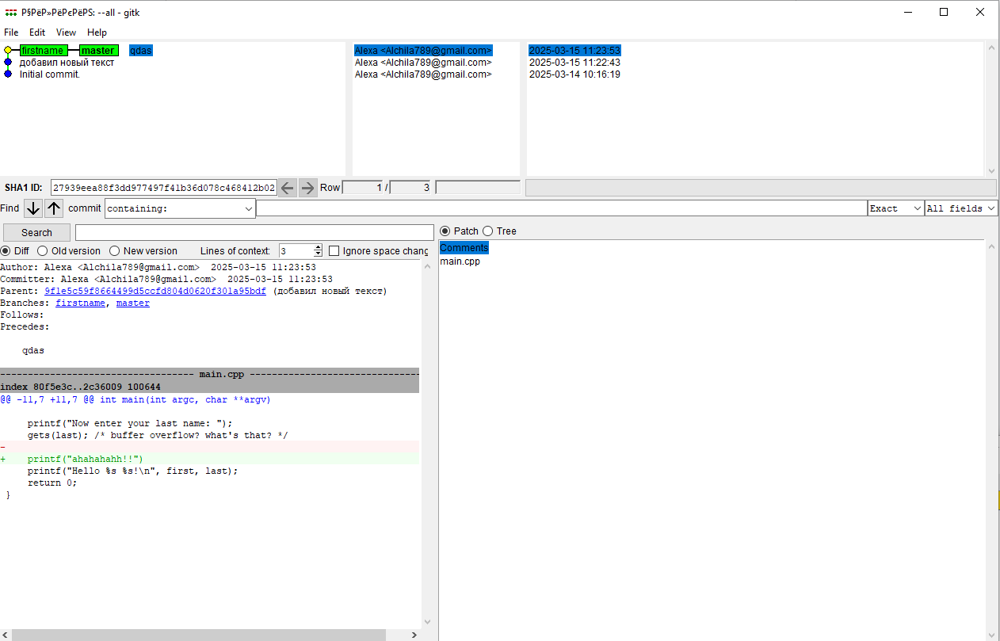 Р§РёР»РёРєРёРЅ: --all - gitk
File Edit View Help
firstname master qdas Alexa <Alchila789@gmail.com> 2025-03-15 11:23:53
добавил новый текст Alexa <Alchila789@gmail.com> 2025-03-15 11:22:43
Initial commit. Alexa <Alchila789@gmail.com> 2025-03-14 10:16:19
SHA1 ID: 27939eea88f3dd977497f41b36d078c468412b02 Row 1 / 3
Find commit containing: Exact All fields
Search Patch Tree
Diff Old version New version Lines of context: 3 Ignore space chang
Comments
main.cpp
Author: Alexa <Alchila789@gmail.com> 2025-03-15 11:23:53
Committer: Alexa <Alchila789@gmail.com> 2025-03-15 11:23:53
Parent: 9f1e5c59f8664499d5ccfd804d0620f301a95bdf (добавил новый текст)
Branches: firstname, master
Follows:
Precedes:
qdas
--------------------------------- main.cpp ---------------------------------
index 80f5e3c..2c36009 100644
@@ -11,7 +11,7 @@ int main(int argc, char **argv)
printf("Now enter your last name: ");
gets(last); /* buffer overflow? what's that? */
-
+ printf("ahahahahh!!")
printf("Hello %s %s!\n", first, last);
return 0;
}